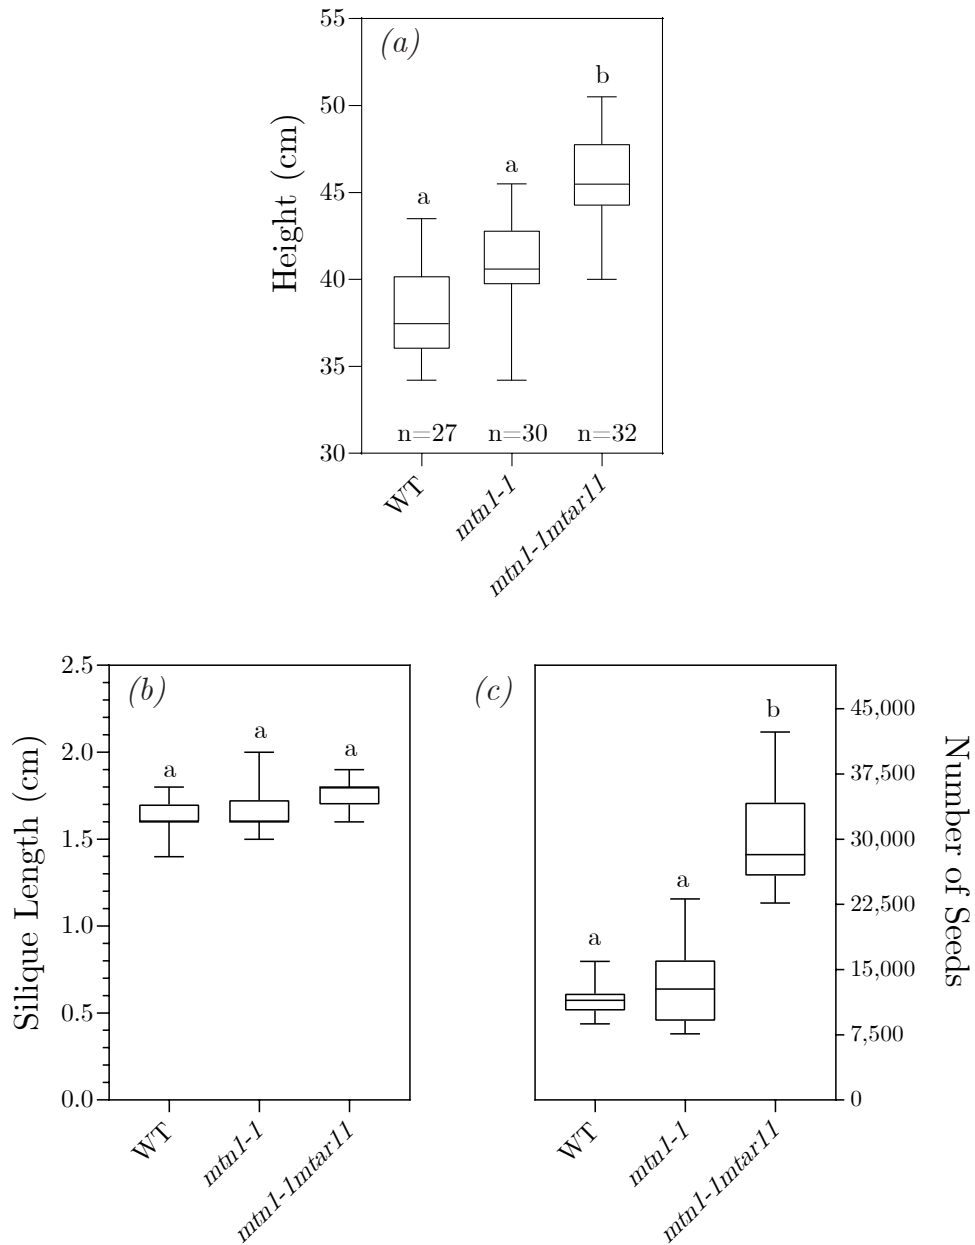 (a)
Height (cm)
55
50
45
40
35
30
a
a
b
n=27 n=30 n=32
WT
mtn1-1
mtn1-1mtar11
(b)
Silique Length (cm)
2.5
2.0
1.5
1.0
0.5
0.0
a
a
a
WT
mtn1-1
mtn1-1mtar11
(c)
a
a
b
45,000
37,500
30,000
22,500
15,000
7,500
0
Number of Seeds
WT
mtn1-1
mtn1-1mtar11